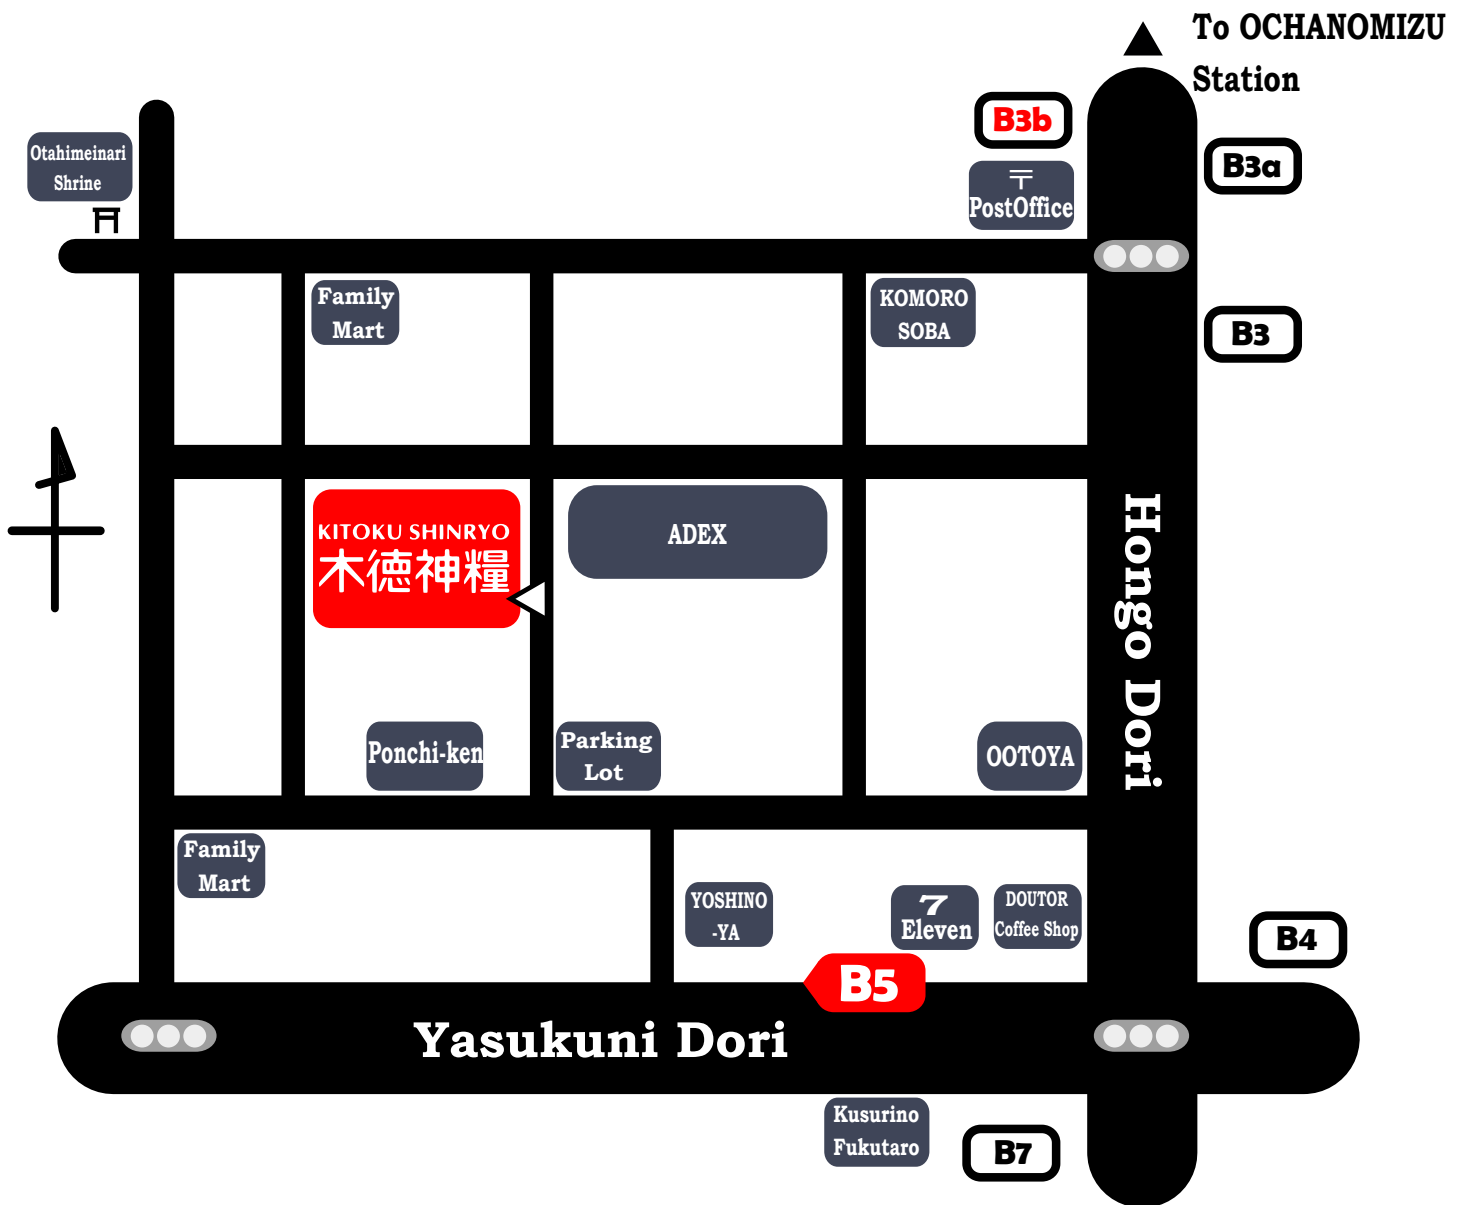 To OCHANOMIZU
Station
B3b
B3a
Otahimeinari
Shrine
〒
PostOffice
Family
Mart
KOMORO
SOBA
B3
KITOKU SHINRYO
木徳神糧
ADEX
Hongo Dori
Ponchi-ken
Parking
Lot
OOTOYA
Family
Mart
YOSHINO
-YA
7
Eleven
DOUTOR
Coffee Shop
B4
B5
Yasukuni Dori
Kusurino
Fukutaro
B7